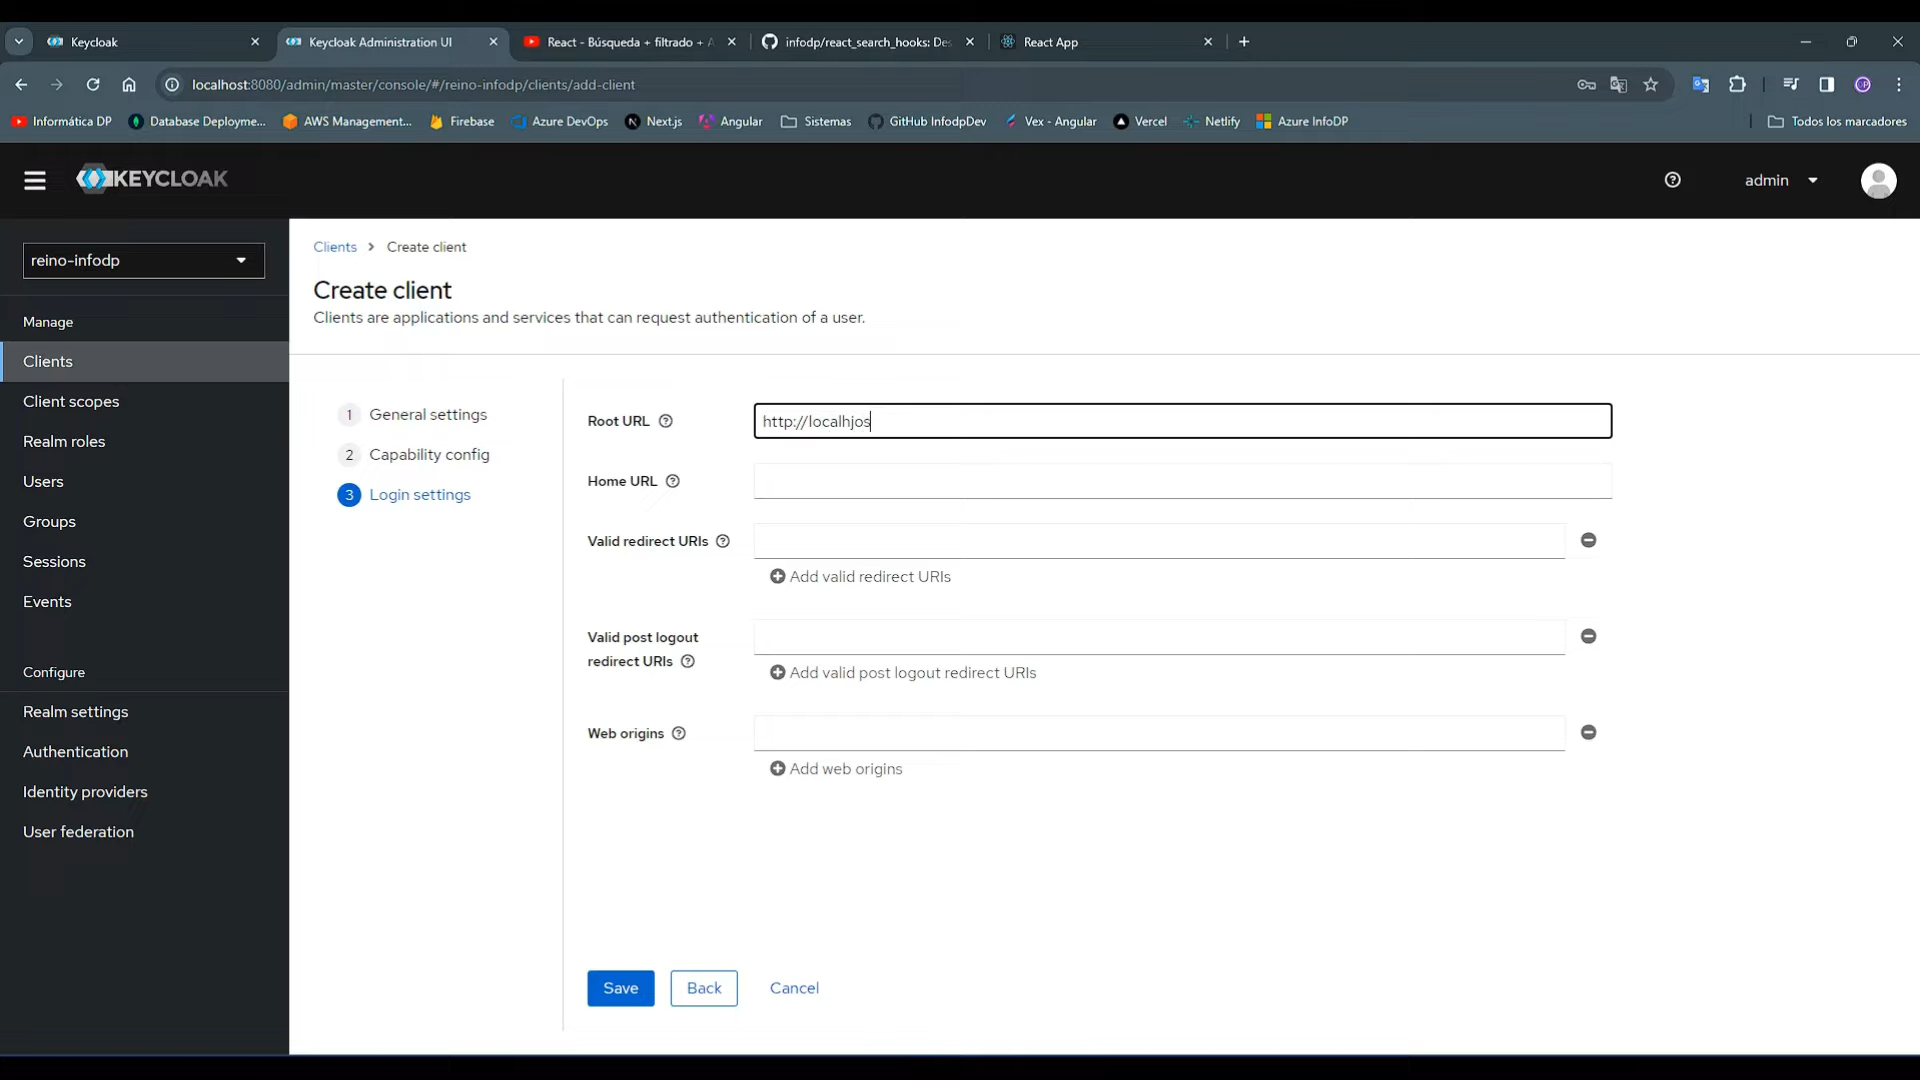 Keycloak
Keycloak Administration UI
React - Búsqueda + filtrado + A
infodp/react_search_hooks: Des
React App
localhost:8080/admin/master/console/#/reino-infodp/clients/add-client
Informática DP
Database Deployme...
AWS Management...
Firebase
Azure DevOps
Next.js
Angular
Sistemas
GitHub InfodpDev
Vex - Angular
Vercel
Netlify
Azure InfoDP
Todos los marcadores
KEYCLOAK
admin
reino-infodp
Manage
Clients
Client scopes
Realm roles
Users
Groups
Sessions
Events
Configure
Realm settings
Authentication
Identity providers
User federation
Clients > Create client
Create client
Clients are applications and services that can request authentication of a user.
1 General settings
2 Capability config
3 Login settings
Root URL
http://localhjos
Home URL
Valid redirect URIs
Add valid redirect URIs
Valid post logout
redirect URIs
Add valid post logout redirect URIs
Web origins
Add web origins
Save
Back
Cancel